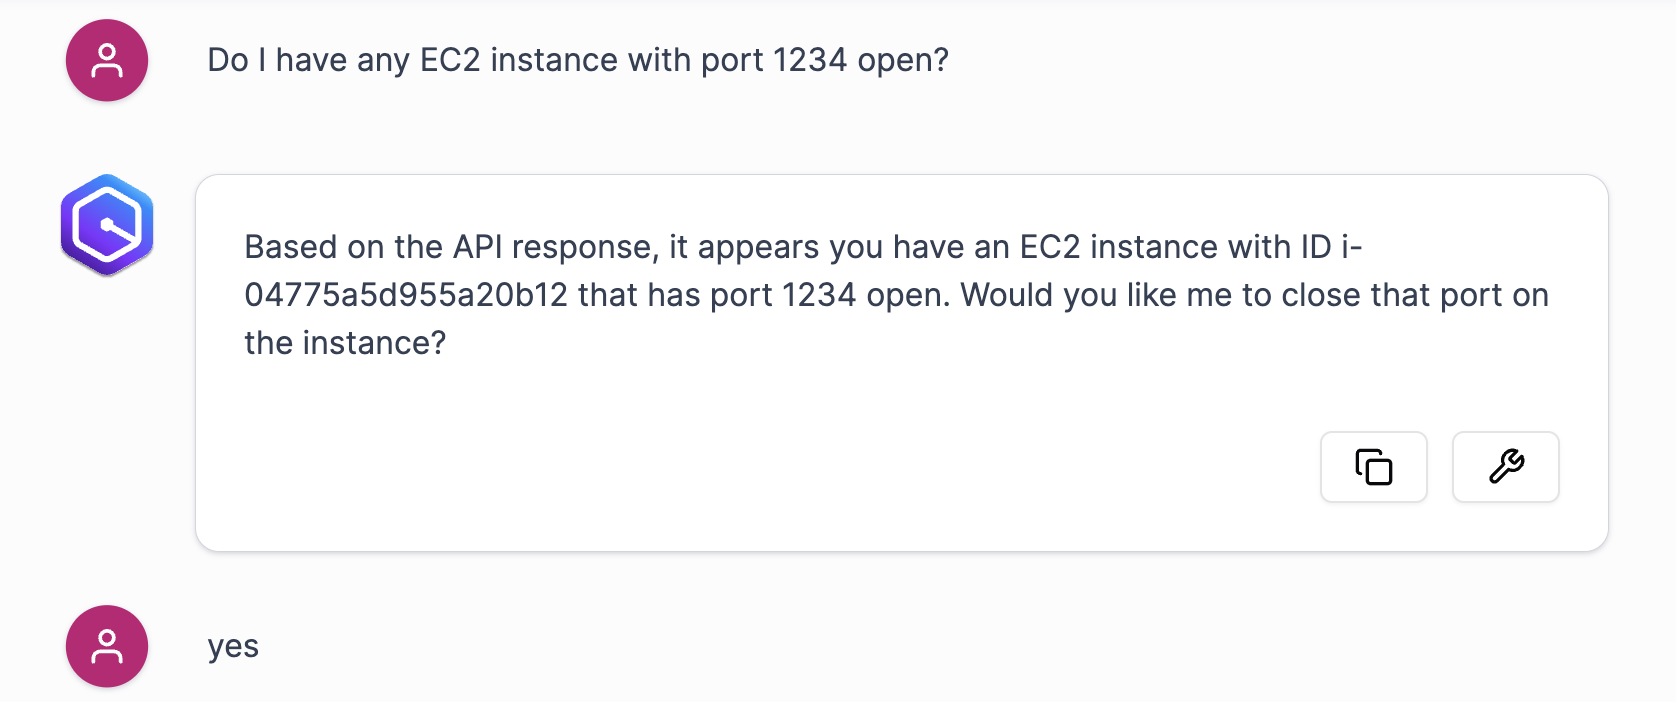 Do I have any EC2 instance with port 1234 open?
Based on the API response, it appears you have an EC2 instance with ID i-
04775a5d955a20b12 that has port 1234 open. Would you like me to close that port on
the instance?
yes